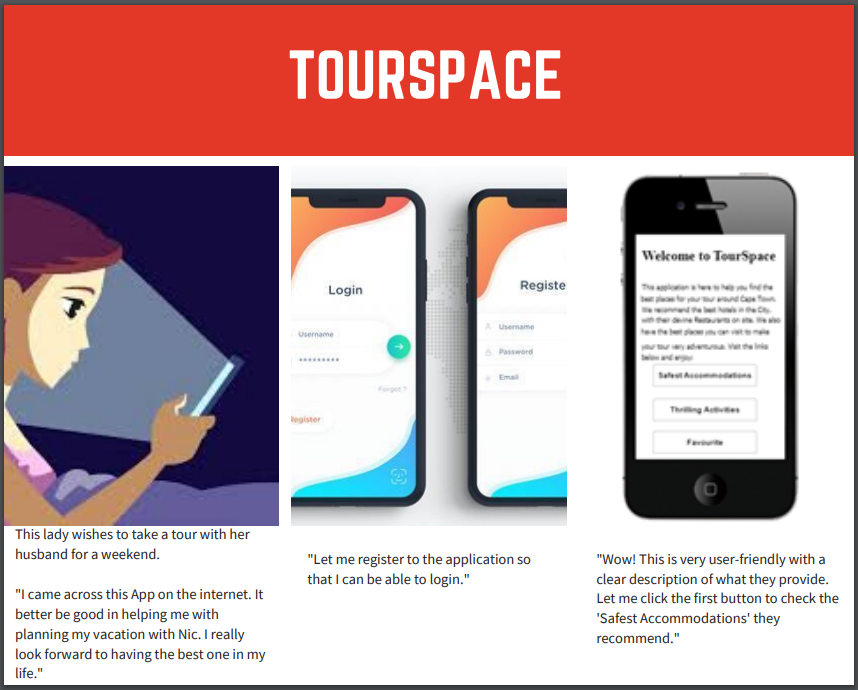 TOURSPACE
Login
Username
*********
Forgot ?
Register
Registe
Username
Password
Email
Welcome to TourSpace
This application is here to help you find the
best places for your tour around Cape Town.
We recommend the best hotels in the City,
with their devine Restaurants on site. We also
have the best places you can visit to make
your tour very adventurous. Visit the links
below and enjoy:
Safest Accommodations
Thrilling Activities
Favourite
This lady wishes to take a tour with her
husband for a weekend.
"I came across this App on the internet. It
better be good in helping me with
planning my vacation with Nic. I really
look forward to having the best one in my
life."
"Let me register to the application so
that I can be able to login."
"Wow! This is very user-friendly with a
clear description of what they provide.
Let me click the first button to check the
'Safest Accommodations' they
recommend."